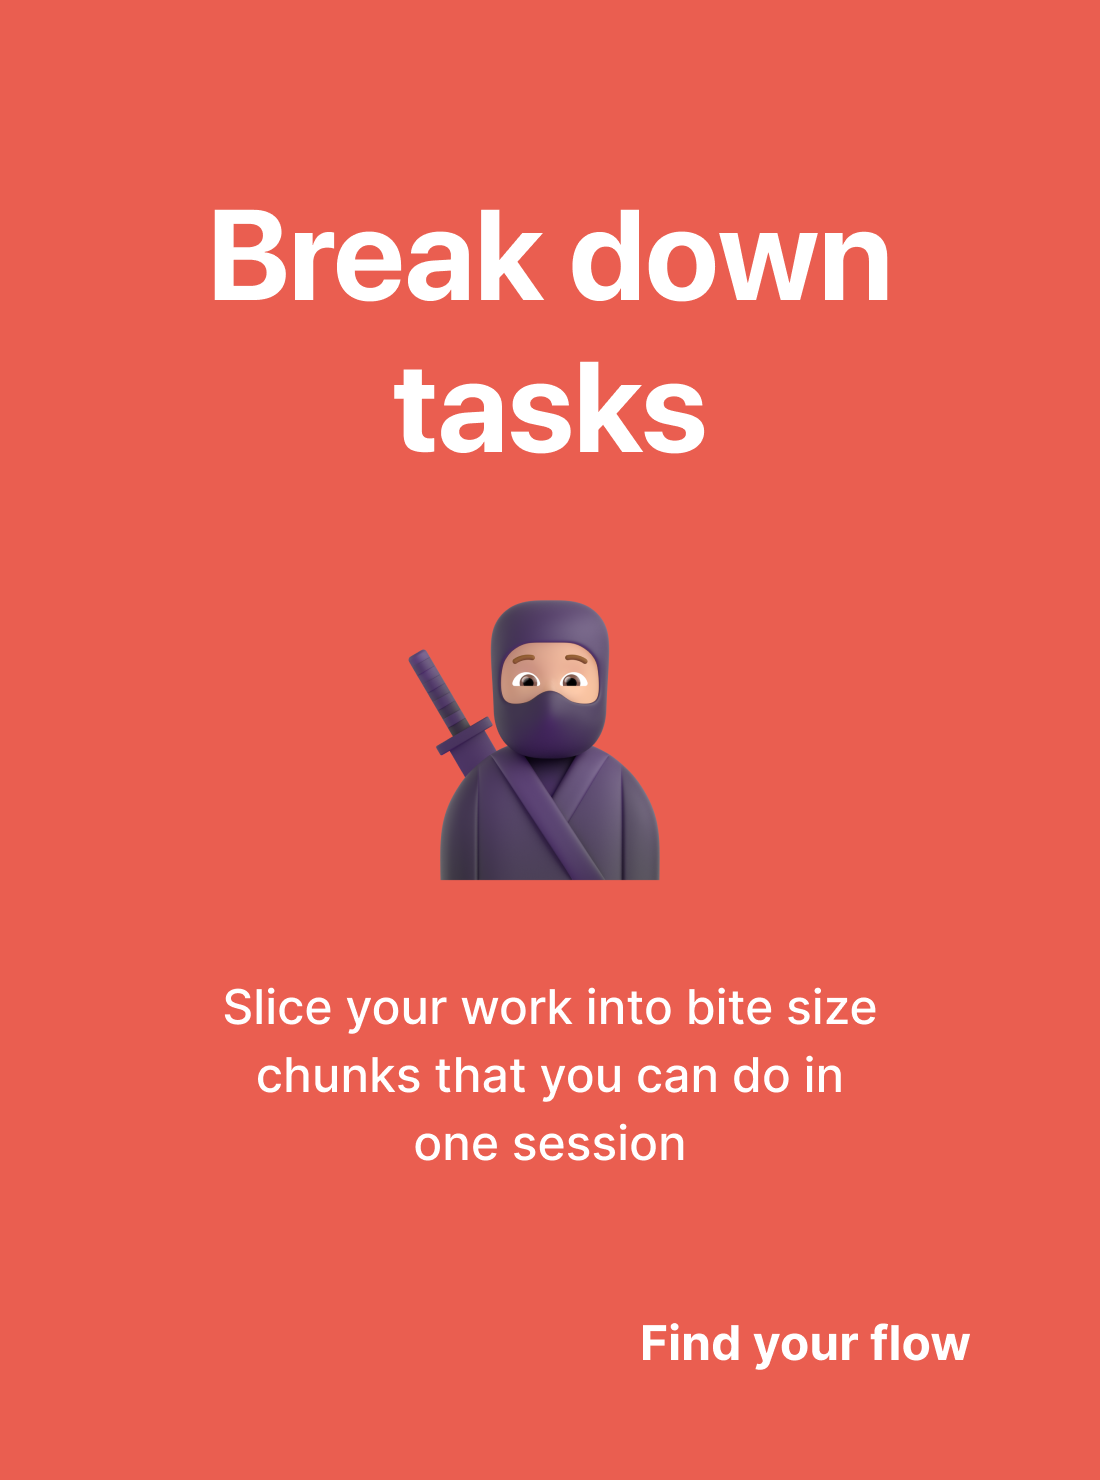 Break down
tasks
Slice your work into bite size
chunks that you can do in
one session
Find your flow